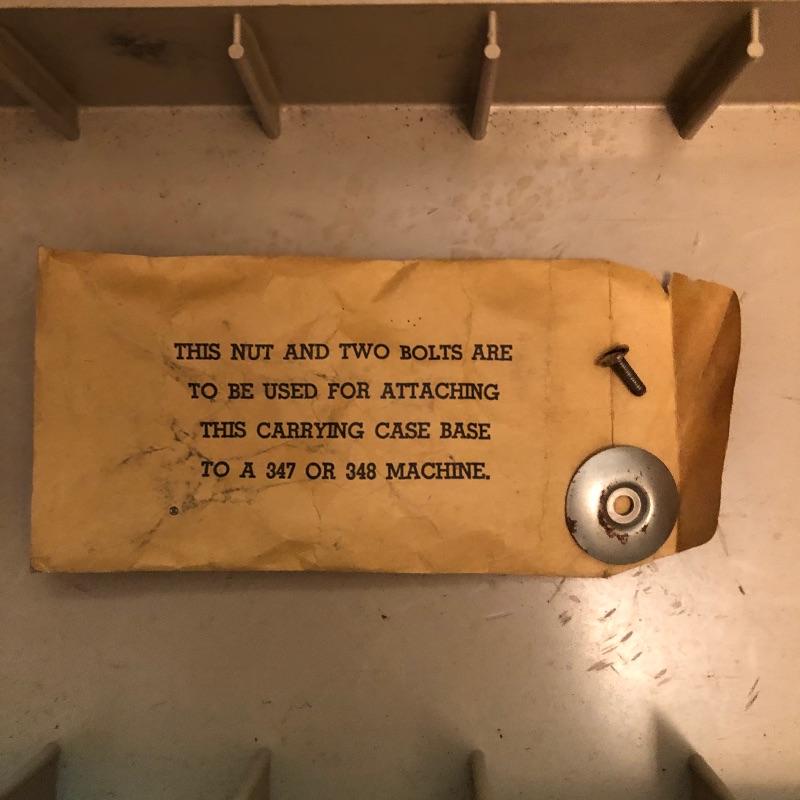 THIS NUT AND TWO BOLTS ARE
TO BE USED FOR ATTACHING
THIS CARRYING CASE BASE
TO A 347 OR 348 MACHINE.